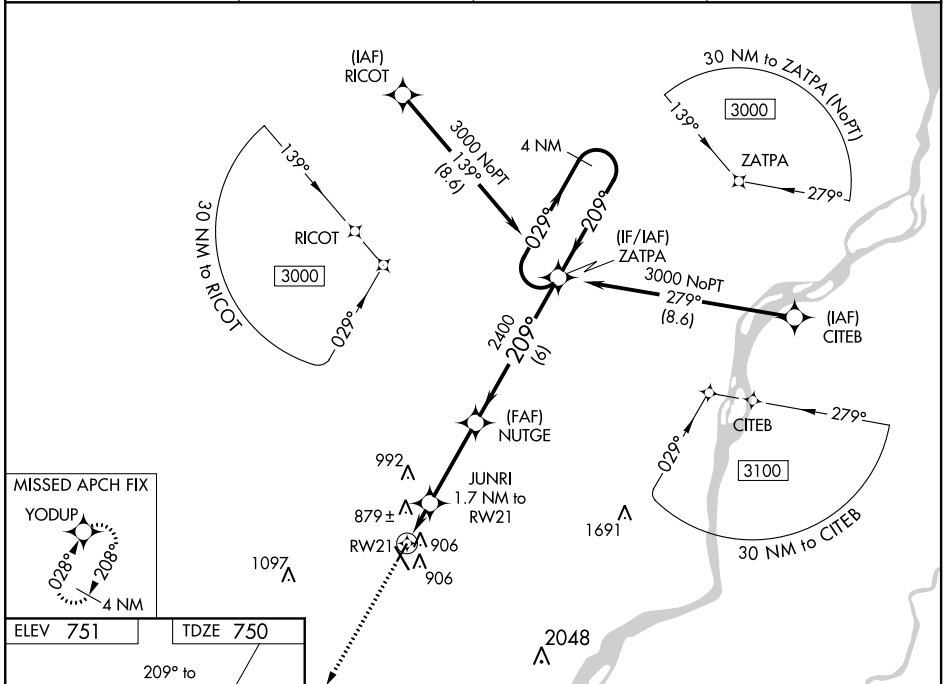 (IAF)
RICOT
3000 NoPT
139°
(8.6)
4 NM
029°
209°
30 NM to ZATPA (NoPT)
3000
139°
ZATPA
279°
139°
RICOT
3000
029°
30 NM to RICOT
(IF/IAF)
ZATPA
3000 NoPT
279°
(8.6)
(IAF)
CITEB
2400
209°
(6)
(FAF)
NUTGE
CITEB
279°
029°
3100
30 NM to CITEB
992
JUNRI
1.7 NM to
RW21
879±
RW21
906
906
1691
1097
2048
MISSED APCH FIX
YODUP
028°
208°
4 NM
ELEV 751
TDZE 750
209° to